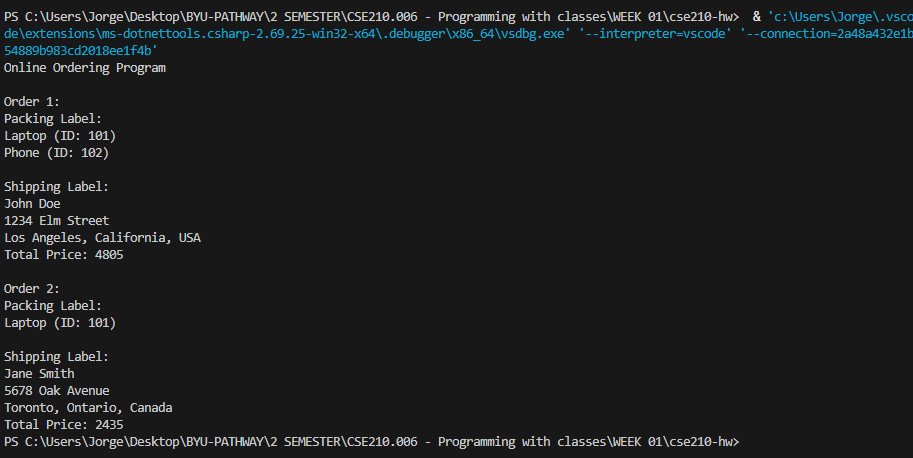 PS C:\Users\Jorge\Desktop\BYU-PATHWAY\2 SEMESTER\CSE210.006 - Programming with classes\WEEK 01\cse210-hw>  & 'c:\Users\Jorge\.vsco
de\extensions\ms-dotnettools.csharp-2.69.25-win32-x64\.debugger\x86_64\vsdbg.exe' '--interpreter=vscode' '--connection=2a48a432e1b
54889b983cd2018ee1f4b'
Online Ordering Program
Order 1:
Packing Label:
Laptop (ID: 101)
Phone (ID: 102)
Shipping Label:
John Doe
1234 Elm Street
Los Angeles, California, USA
Total Price: 4805
Order 2:
Packing Label:
Laptop (ID: 101)
Shipping Label:
Jane Smith
5678 Oak Avenue
Toronto, Ontario, Canada
Total Price: 2435
PS C:\Users\Jorge\Desktop\BYU-PATHWAY\2 SEMESTER\CSE210.006 - Programming with classes\WEEK 01\cse210-hw>